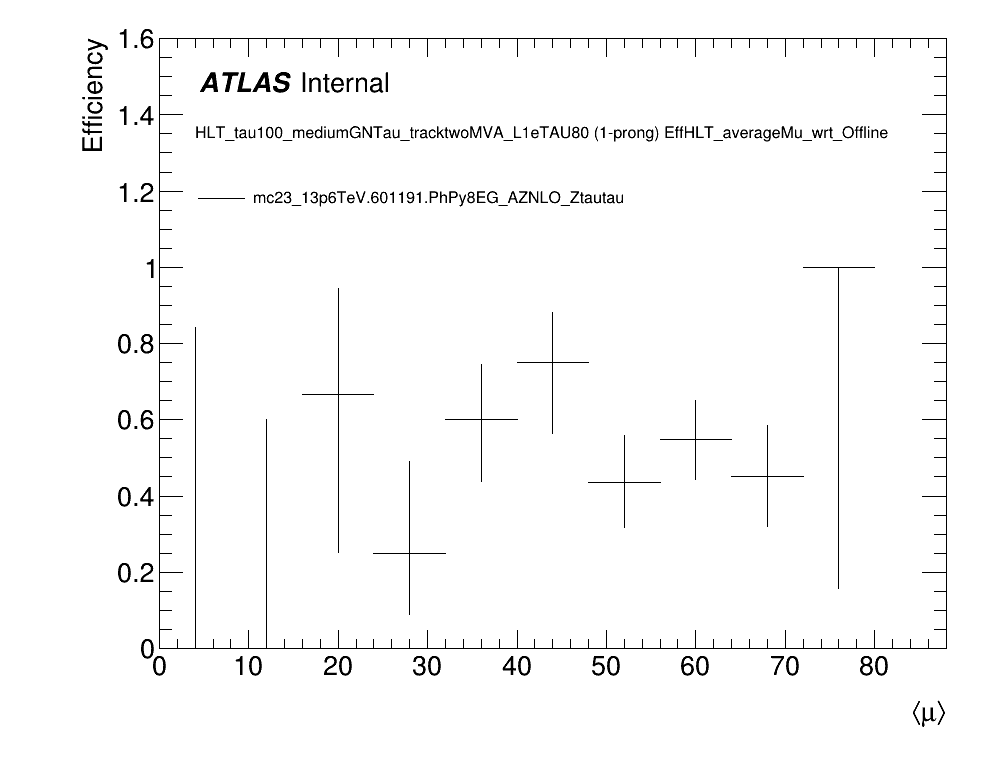 Efficiency
1.6
1.4
1.2
1
0.8
0.6
0.4
0.2
0
ATLAS Internal
HLT_tau100_mediumGNTau_tracktwoMVA_L1eTAU80 (1-prong) EffHLT_averageMu_wrt_Offline
mc23_13p6TeV.601191.PhPy8EG_AZNLO_Ztautau
0 10 20 30 40 50 60 70 80
⟨μ⟩